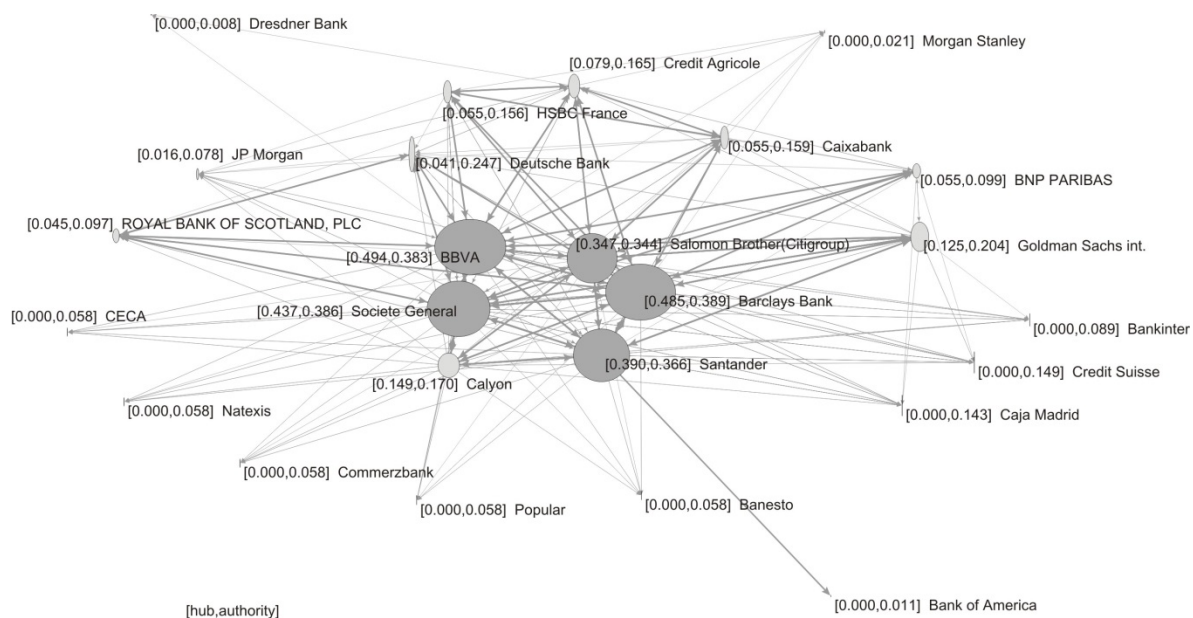 [0.000,0.008] Dresdner Bank
[0.000,0.021] Morgan Stanley
[0.079,0.165] Credit Agricole
[0.055,0.156] HSBC France
[0.055,0.159] Caixabank
[0.016,0.078] JP Morgan
[0.041,0.247] Deutsche Bank
[0.055,0.099] BNP PARIBAS
[0.045,0.097] ROYAL BANK OF SCOTLAND, PLC
[0.347,0.344] Salomon Brother(Citigroup)
[0.125,0.204] Goldman Sachs int.
[0.494,0.383] BBVA
[0.485,0.389] Barclays Bank
[0.437,0.386] Societe General
[0.000,0.058] CECA
[0.000,0.089] Bankinter
[0.390,0.366] Santander
[0.000,0.149] Credit Suisse
[0.149,0.170] Calyon
[0.000,0.058] Natexis
[0.000,0.143] Caja Madrid
[0.000,0.058] Commerzbank
[0.000,0.058] Popular
[0.000,0.058] Banesto
[0.000,0.011] Bank of America
[hub,authority]